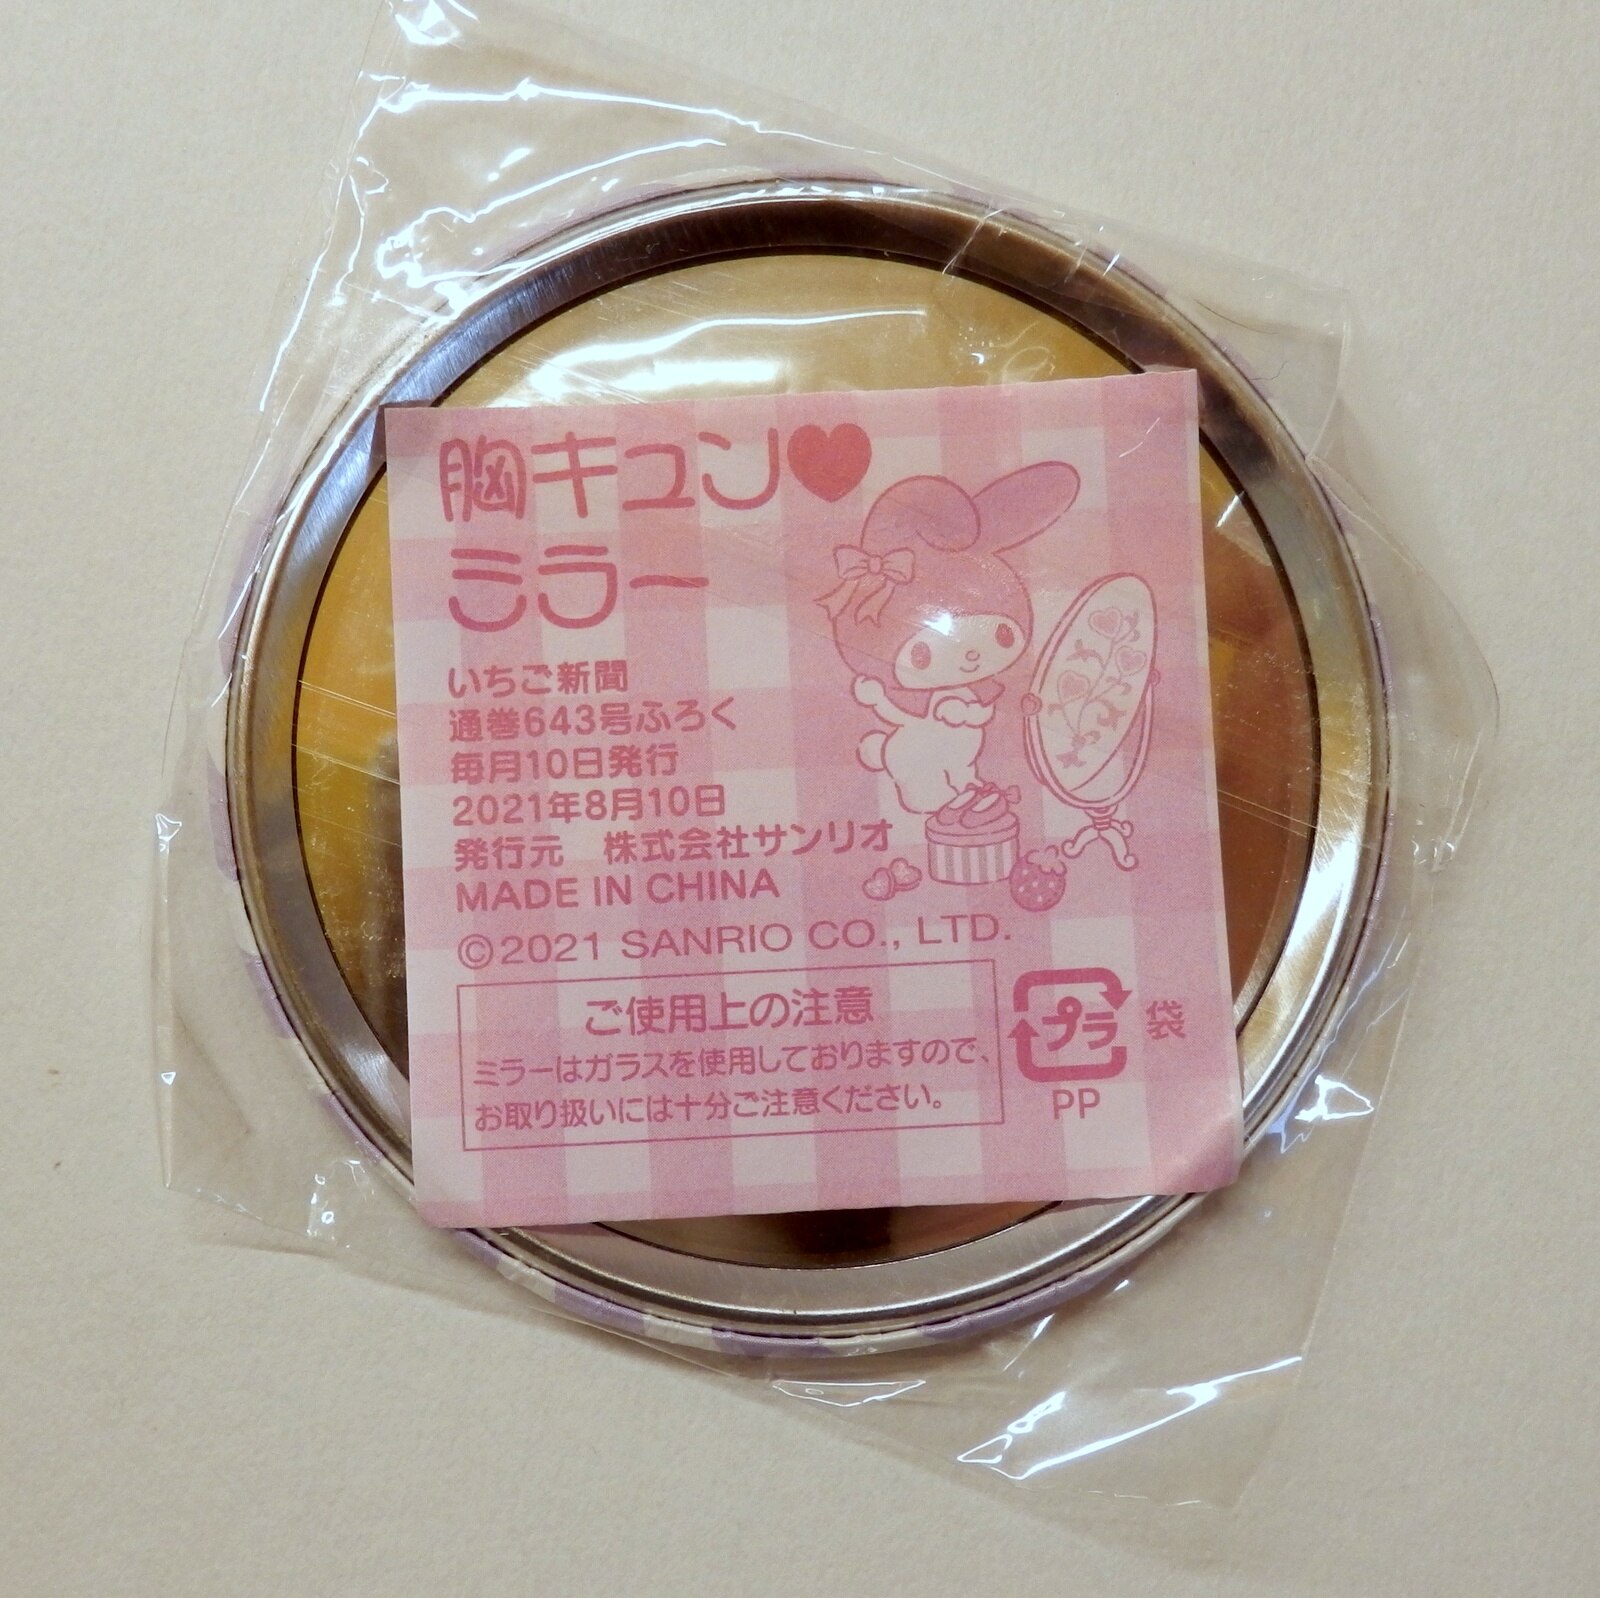 胸キュン♥
ミラー
いちご新聞
通巻643号ふろく
毎月10日発行
2021年8月10日
発行元　株式会社サンリオ
MADE IN CHINA
©2021 SANRIO CO., LTD.
ご使用上の注意
ミラーはガラスを使用しておりますので、
お取り扱いには十分ご注意ください。
プラ 袋
PP